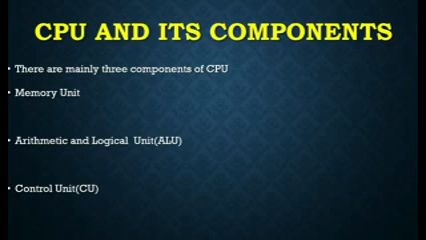 CPU AND ITS COMPONENTS
• There are mainly three components of CPU
• Memory Unit
• Arithmetic and Logical Unit(ALU)
• Control Unit(CU)